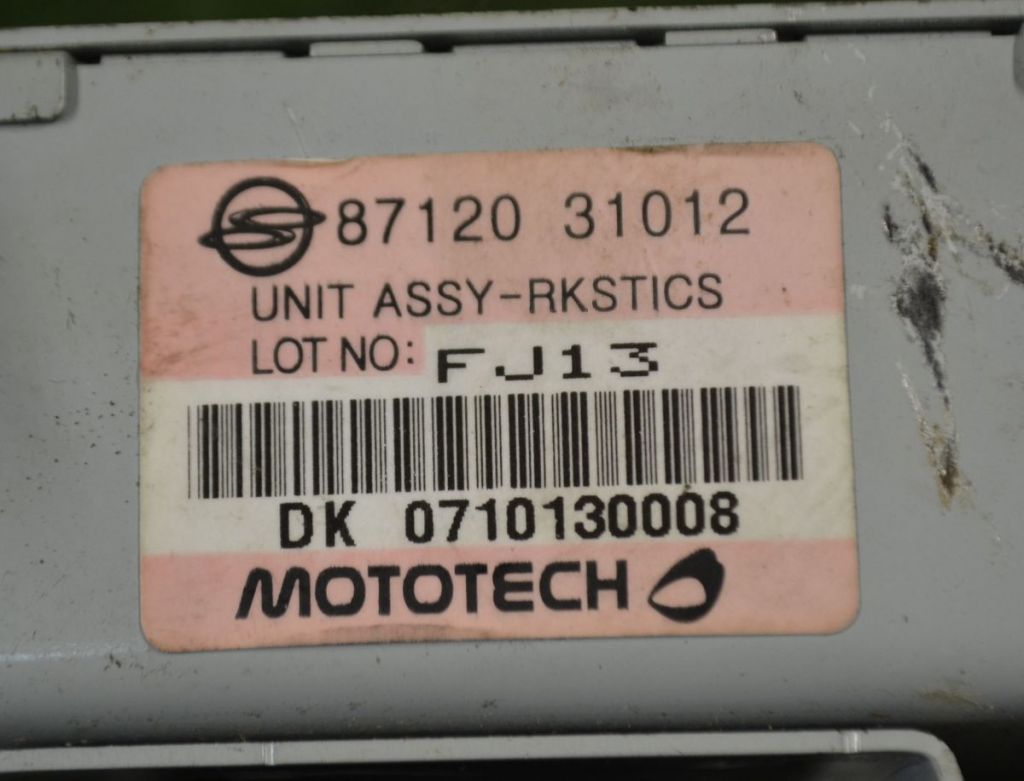 87120 31012
UNIT ASSY-RKSTICS
LOT NO: FJ13
DK 0710130008
MOTOTECH